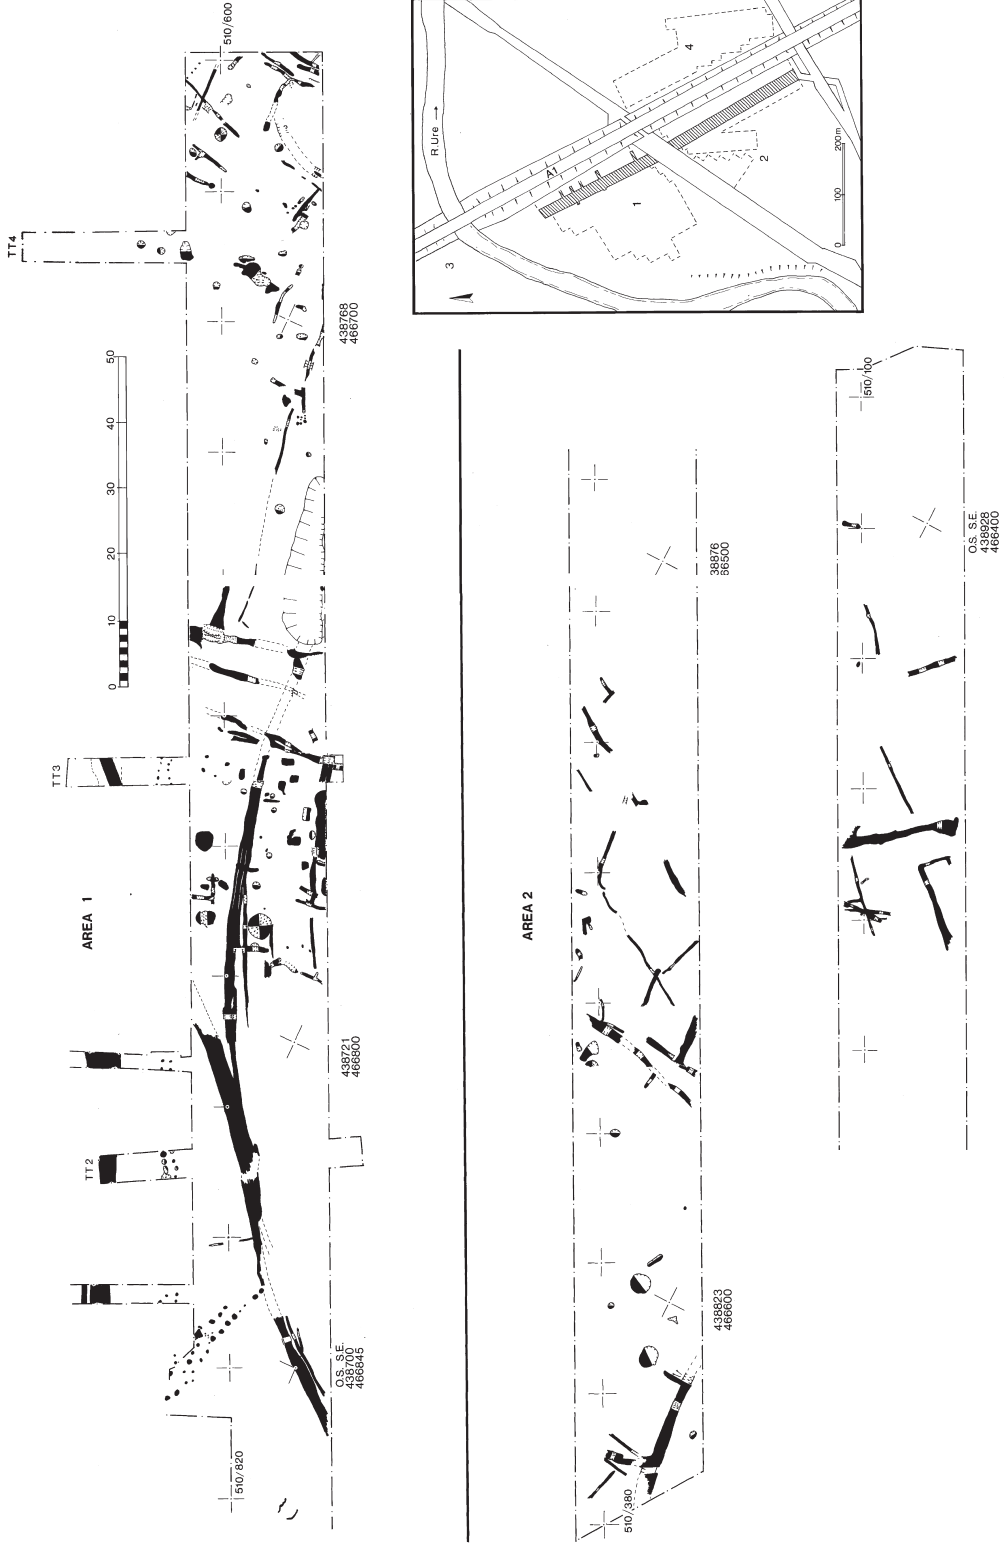 510/600
TT4
438768
466700
50
40
30
20
10
0
TT3
AREA 1
438721
466800
TT2
O.S. S.E.
438700
466845
510/820
R.Ure →
A1
1
2
3
4
0
100
200m
AREA 2
38876
66500
438823
466600
510/380
510/100
O.S. S.E.
438928
466400